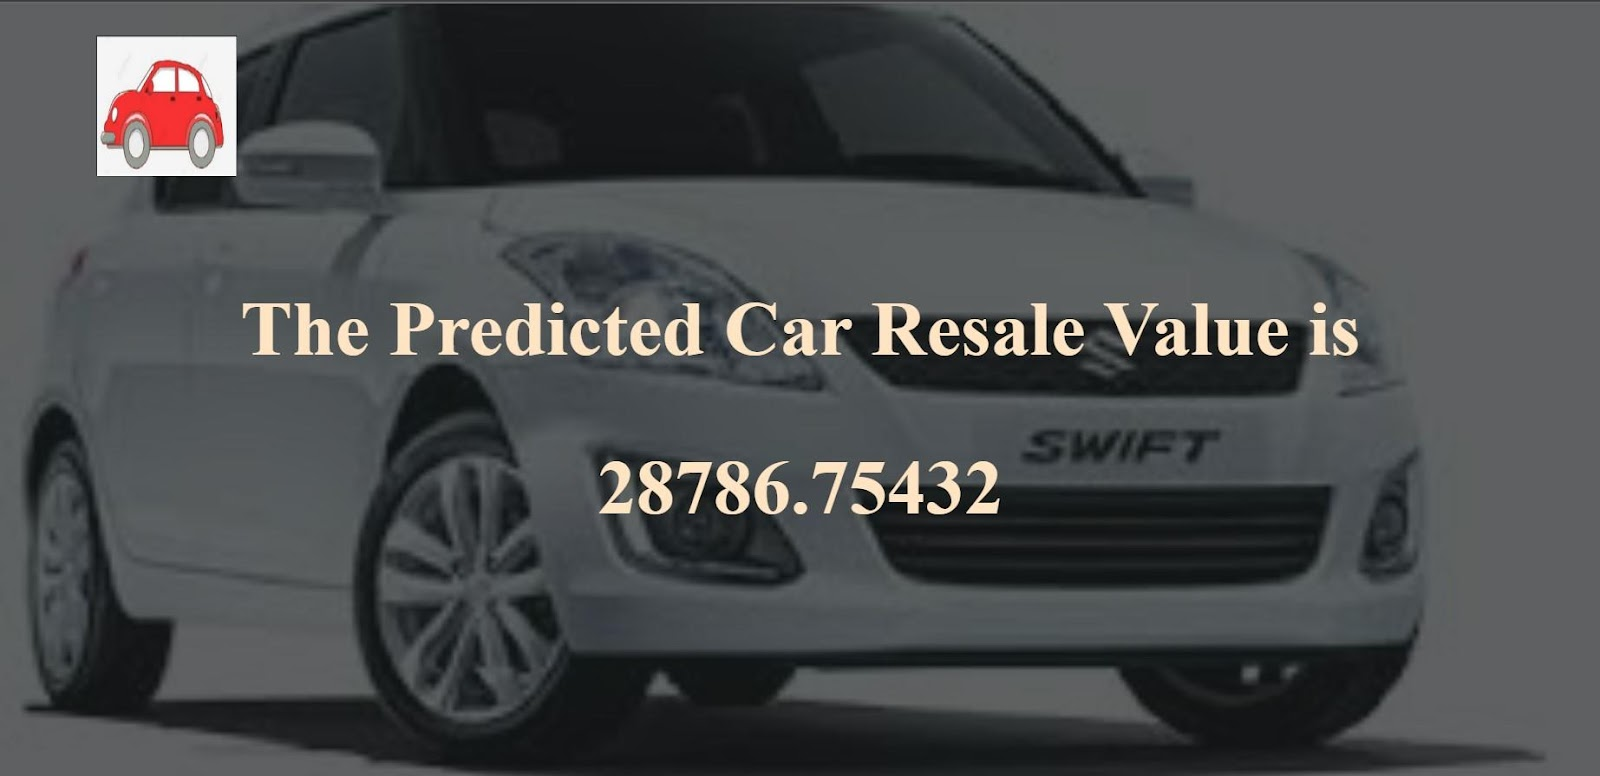 The Predicted Car Resale Value is
SWIFT
28786.75432